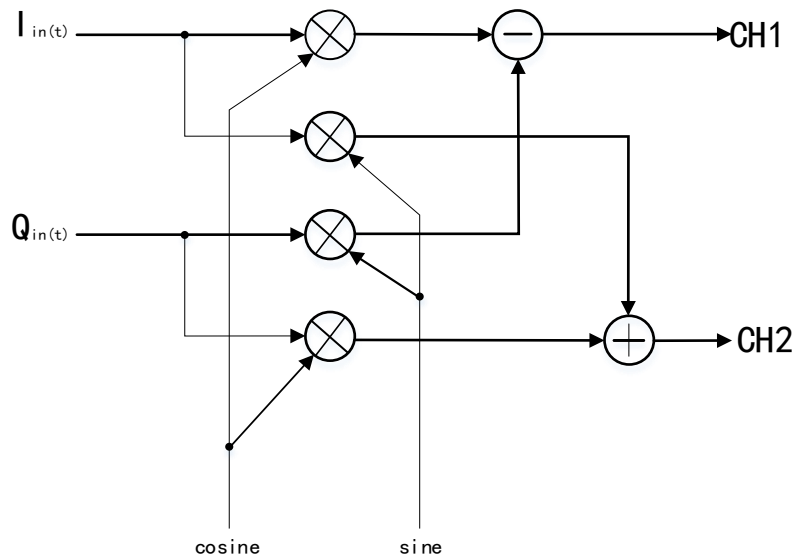 I in(t)
CH1
Q in(t)
CH2
cosine
sine